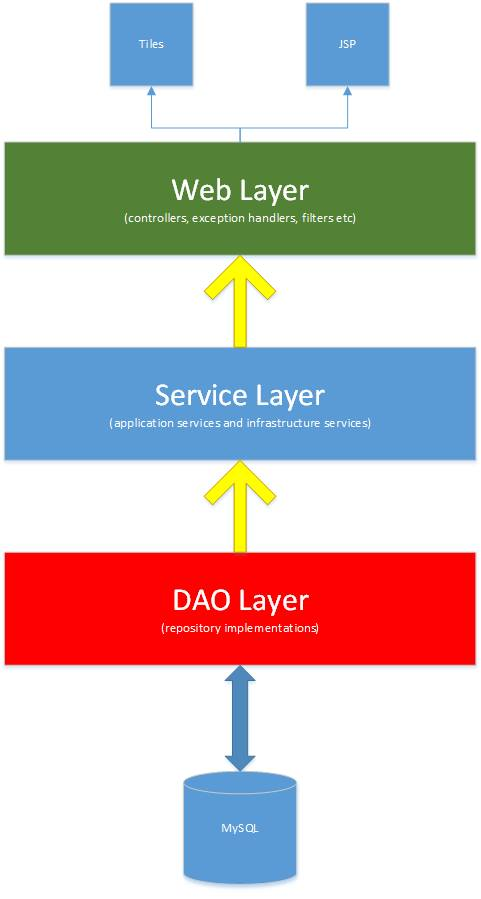 Tiles
JSP
Web Layer
(controllers, exception handlers, filters etc)
Service Layer
(application services and infrastructure services)
DAO Layer
(repository implementations)
MySQL